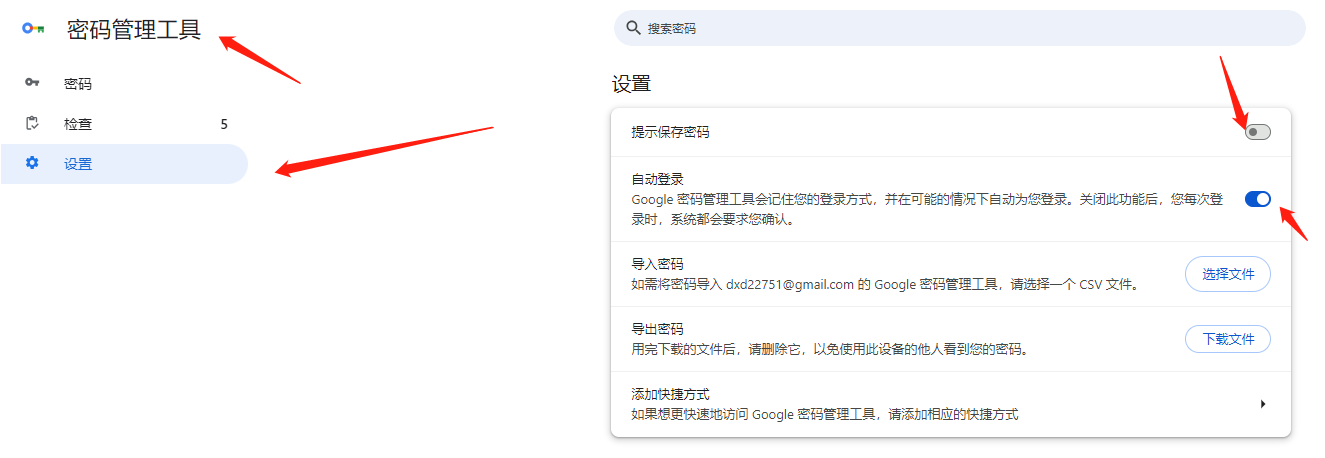 密码管理工具
搜索密码
密码
检查 5
设置
设置
提示保存密码
自动登录
Google 密码管理工具会记住您的登录方式，并在可能的情况下自动为您登录。关闭此功能后，您每次登
录时，系统都会要求您确认。
导入密码
如需将密码导入 dxd22751@gmail.com 的 Google 密码管理工具，请选择一个 CSV 文件。
选择文件
导出密码
用完下载的文件后，请删除它，以免使用此设备的他人看到您的密码。
下载文件
添加快捷方式
如果想更快速地访问 Google 密码管理工具，请添加相应的快捷方式